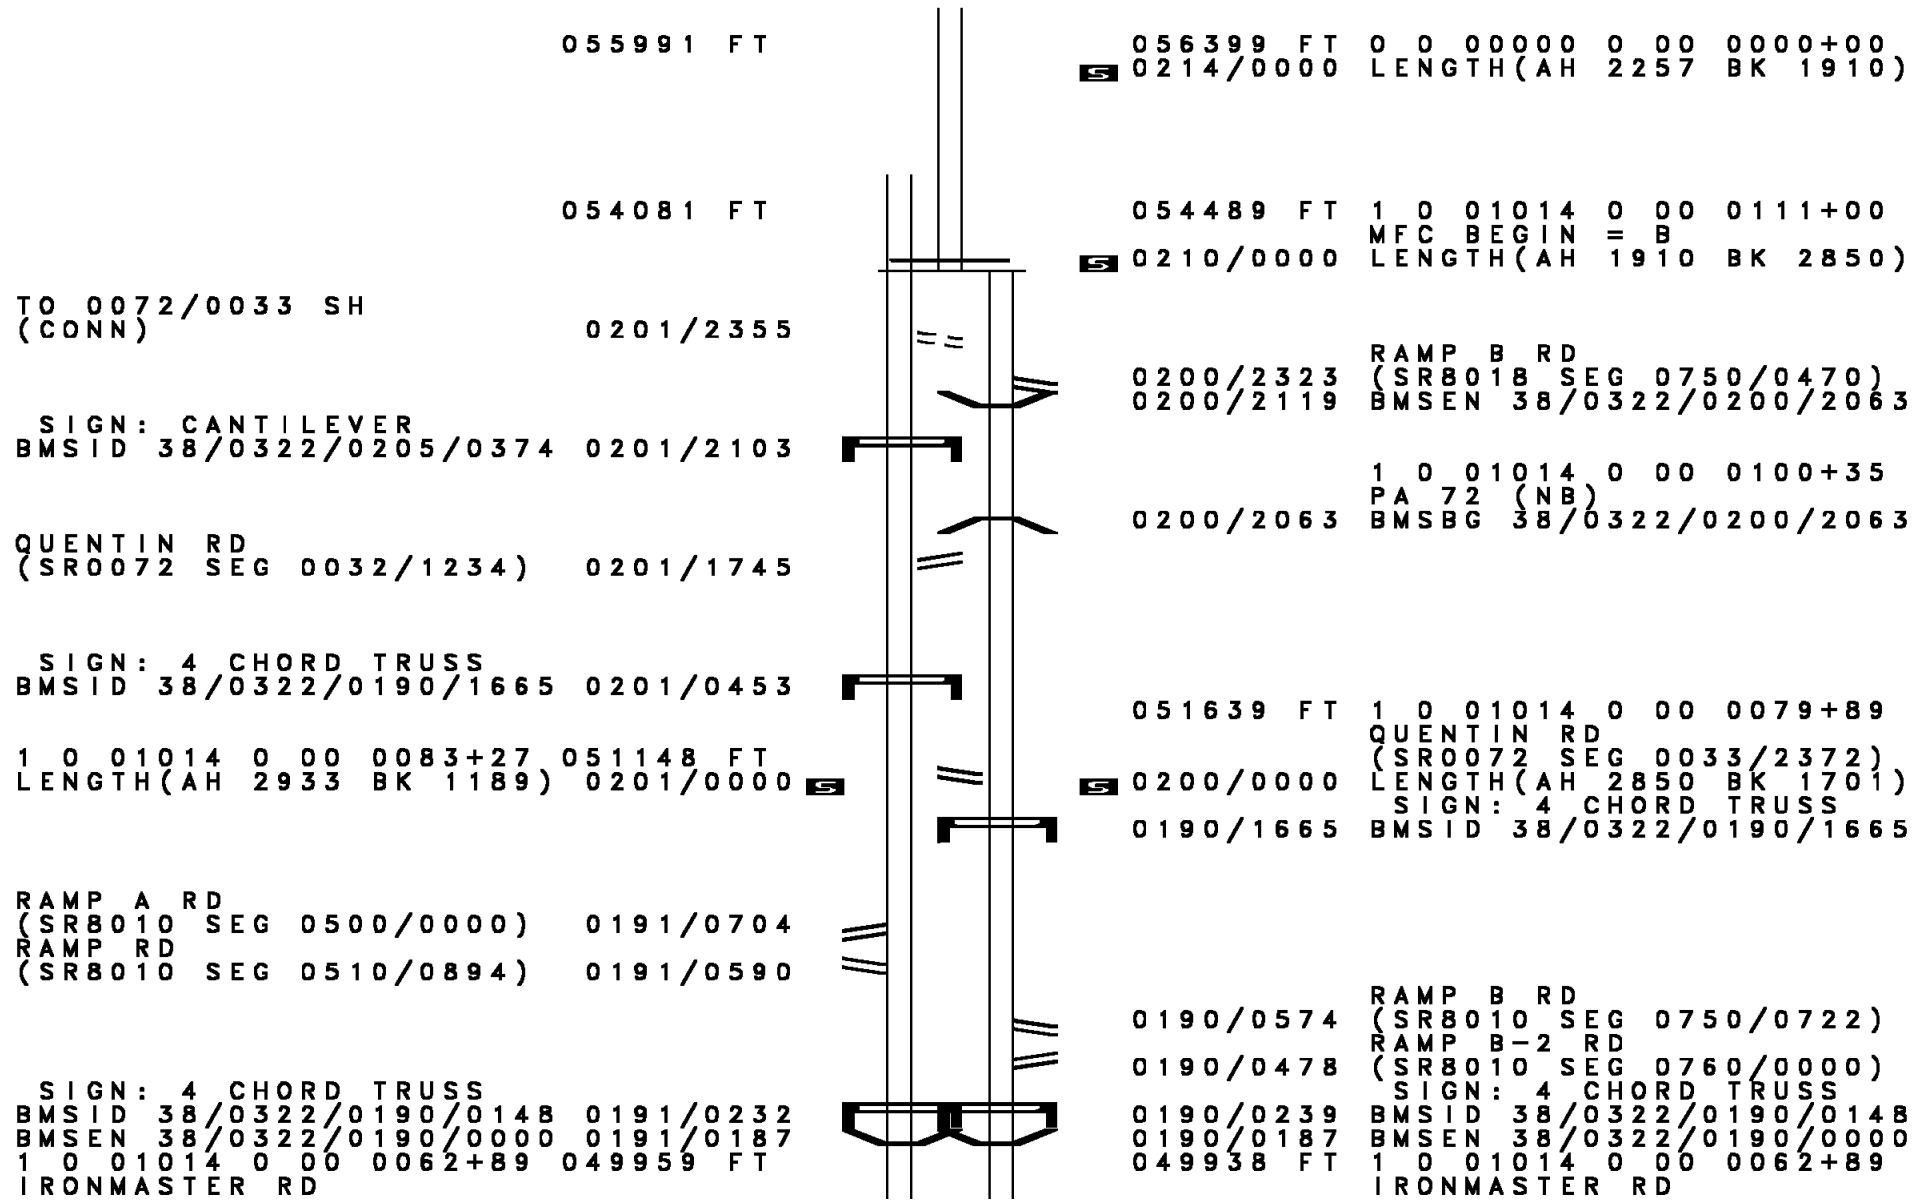 055991 FT
056399 FT 0 0 00000 0 00 0000+00
S 0214/0000 LENGTH(AH 2257 BK 1910)
054081 FT
054489 FT 1 0 01014 0 00 0111+00
MFC BEGIN = B
S 0210/0000 LENGTH(AH 1910 BK 2850)
TO 0072/0033 SH
(CONN) 0201/2355
RAMP B RD
0200/2323 (SR8018 SEG 0750/0470)
0200/2119 BMSEN 38/0322/0200/2063
SIGN: CANTILEVER
BMSID 38/0322/0205/0374 0201/2103
1 0 01014 0 00 0100+35
PA 72 (NB)
0200/2063 BMSBG 38/0322/0200/2063
QUENTIN RD
(SR0072 SEG 0032/1234) 0201/1745
SIGN: 4 CHORD TRUSS
BMSID 38/0322/0190/1665 0201/0453
051639 FT 1 0 01014 0 00 0079+89
QUENTIN RD
(SR0072 SEG 0033/2372)
1 0 01014 0 00 0083+27 051148 FT
LENGTH(AH 2933 BK 1189) 0201/0000 S
S 0200/0000 LENGTH(AH 2850 BK 1701)
SIGN: 4 CHORD TRUSS
0190/1665 BMSID 38/0322/0190/1665
RAMP A RD
(SR8010 SEG 0500/0000) 0191/0704
RAMP RD
(SR8010 SEG 0510/0894) 0191/0590
RAMP B RD
0190/0574 (SR8010 SEG 0750/0722)
RAMP B-2 RD
0190/0478 (SR8010 SEG 0760/0000)
SIGN: 4 CHORD TRUSS
BMSID 38/0322/0190/0148 0191/0232
BMSEN 38/0322/0190/0000 0191/0187
1 0 01014 0 00 0062+89 049959 FT
IRONMASTER RD
SIGN: 4 CHORD TRUSS
0190/0239 BMSID 38/0322/0190/0148
0190/0187 BMSEN 38/0322/0190/0000
049938 FT 1 0 01014 0 00 0062+89
IRONMASTER RD